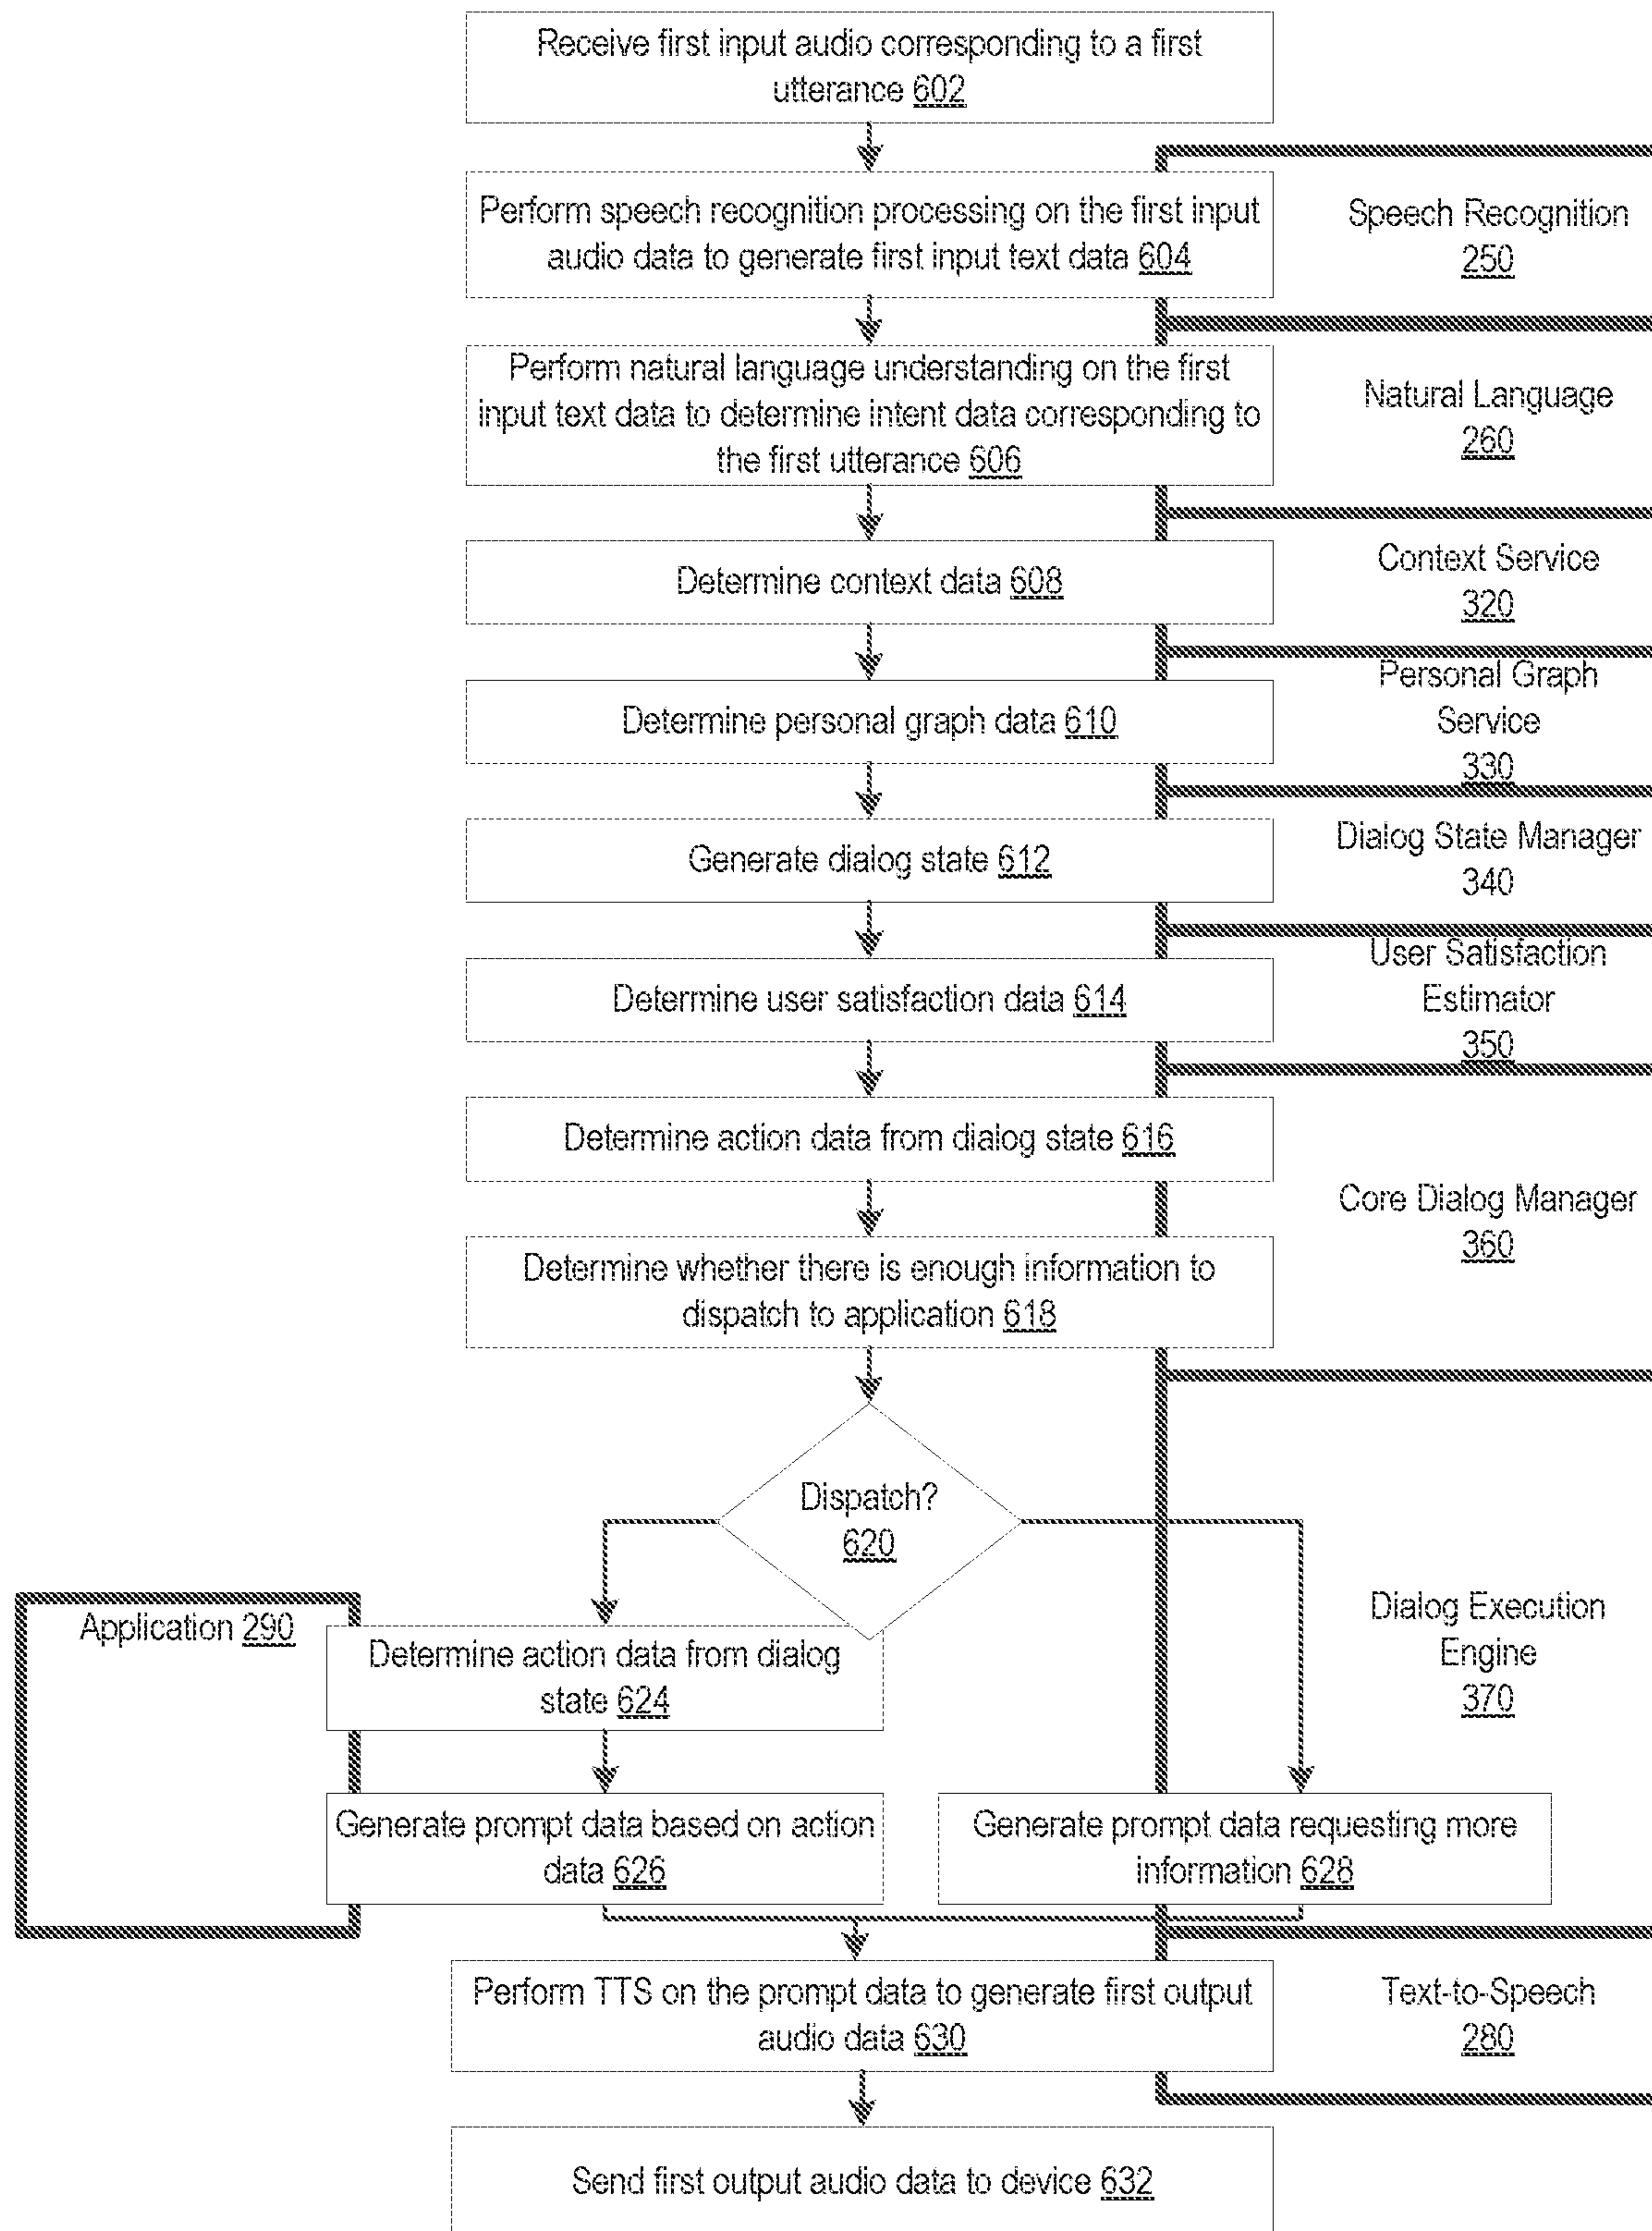 Receive first input audio corresponding to a first
utterance 602
Perform speech recognition processing on the first input
audio data to generate first input text data 604
Speech Recognition
250
Perform natural language understanding on the first
input text data to determine intent data corresponding to
the first utterance 606
Natural Language
260
Determine context data 608
Context Service
320
Determine personal graph data 610
Personal Graph
Service
330
Generate dialog state 612
Dialog State Manager
340
Determine user satisfaction data 614
User Satisfaction
Estimator
350
Determine action data from dialog state 616
Core Dialog Manager
360
Determine whether there is enough information to
dispatch to application 618
Dispatch?
620
Application 290
Determine action data from dialog
state 624
Dialog Execution
Engine
370
Generate prompt data based on action
data 626
Generate prompt data requesting more
information 628
Perform TTS on the prompt data to generate first output
audio data 630
Text-to-Speech
280
Send first output audio data to device 632